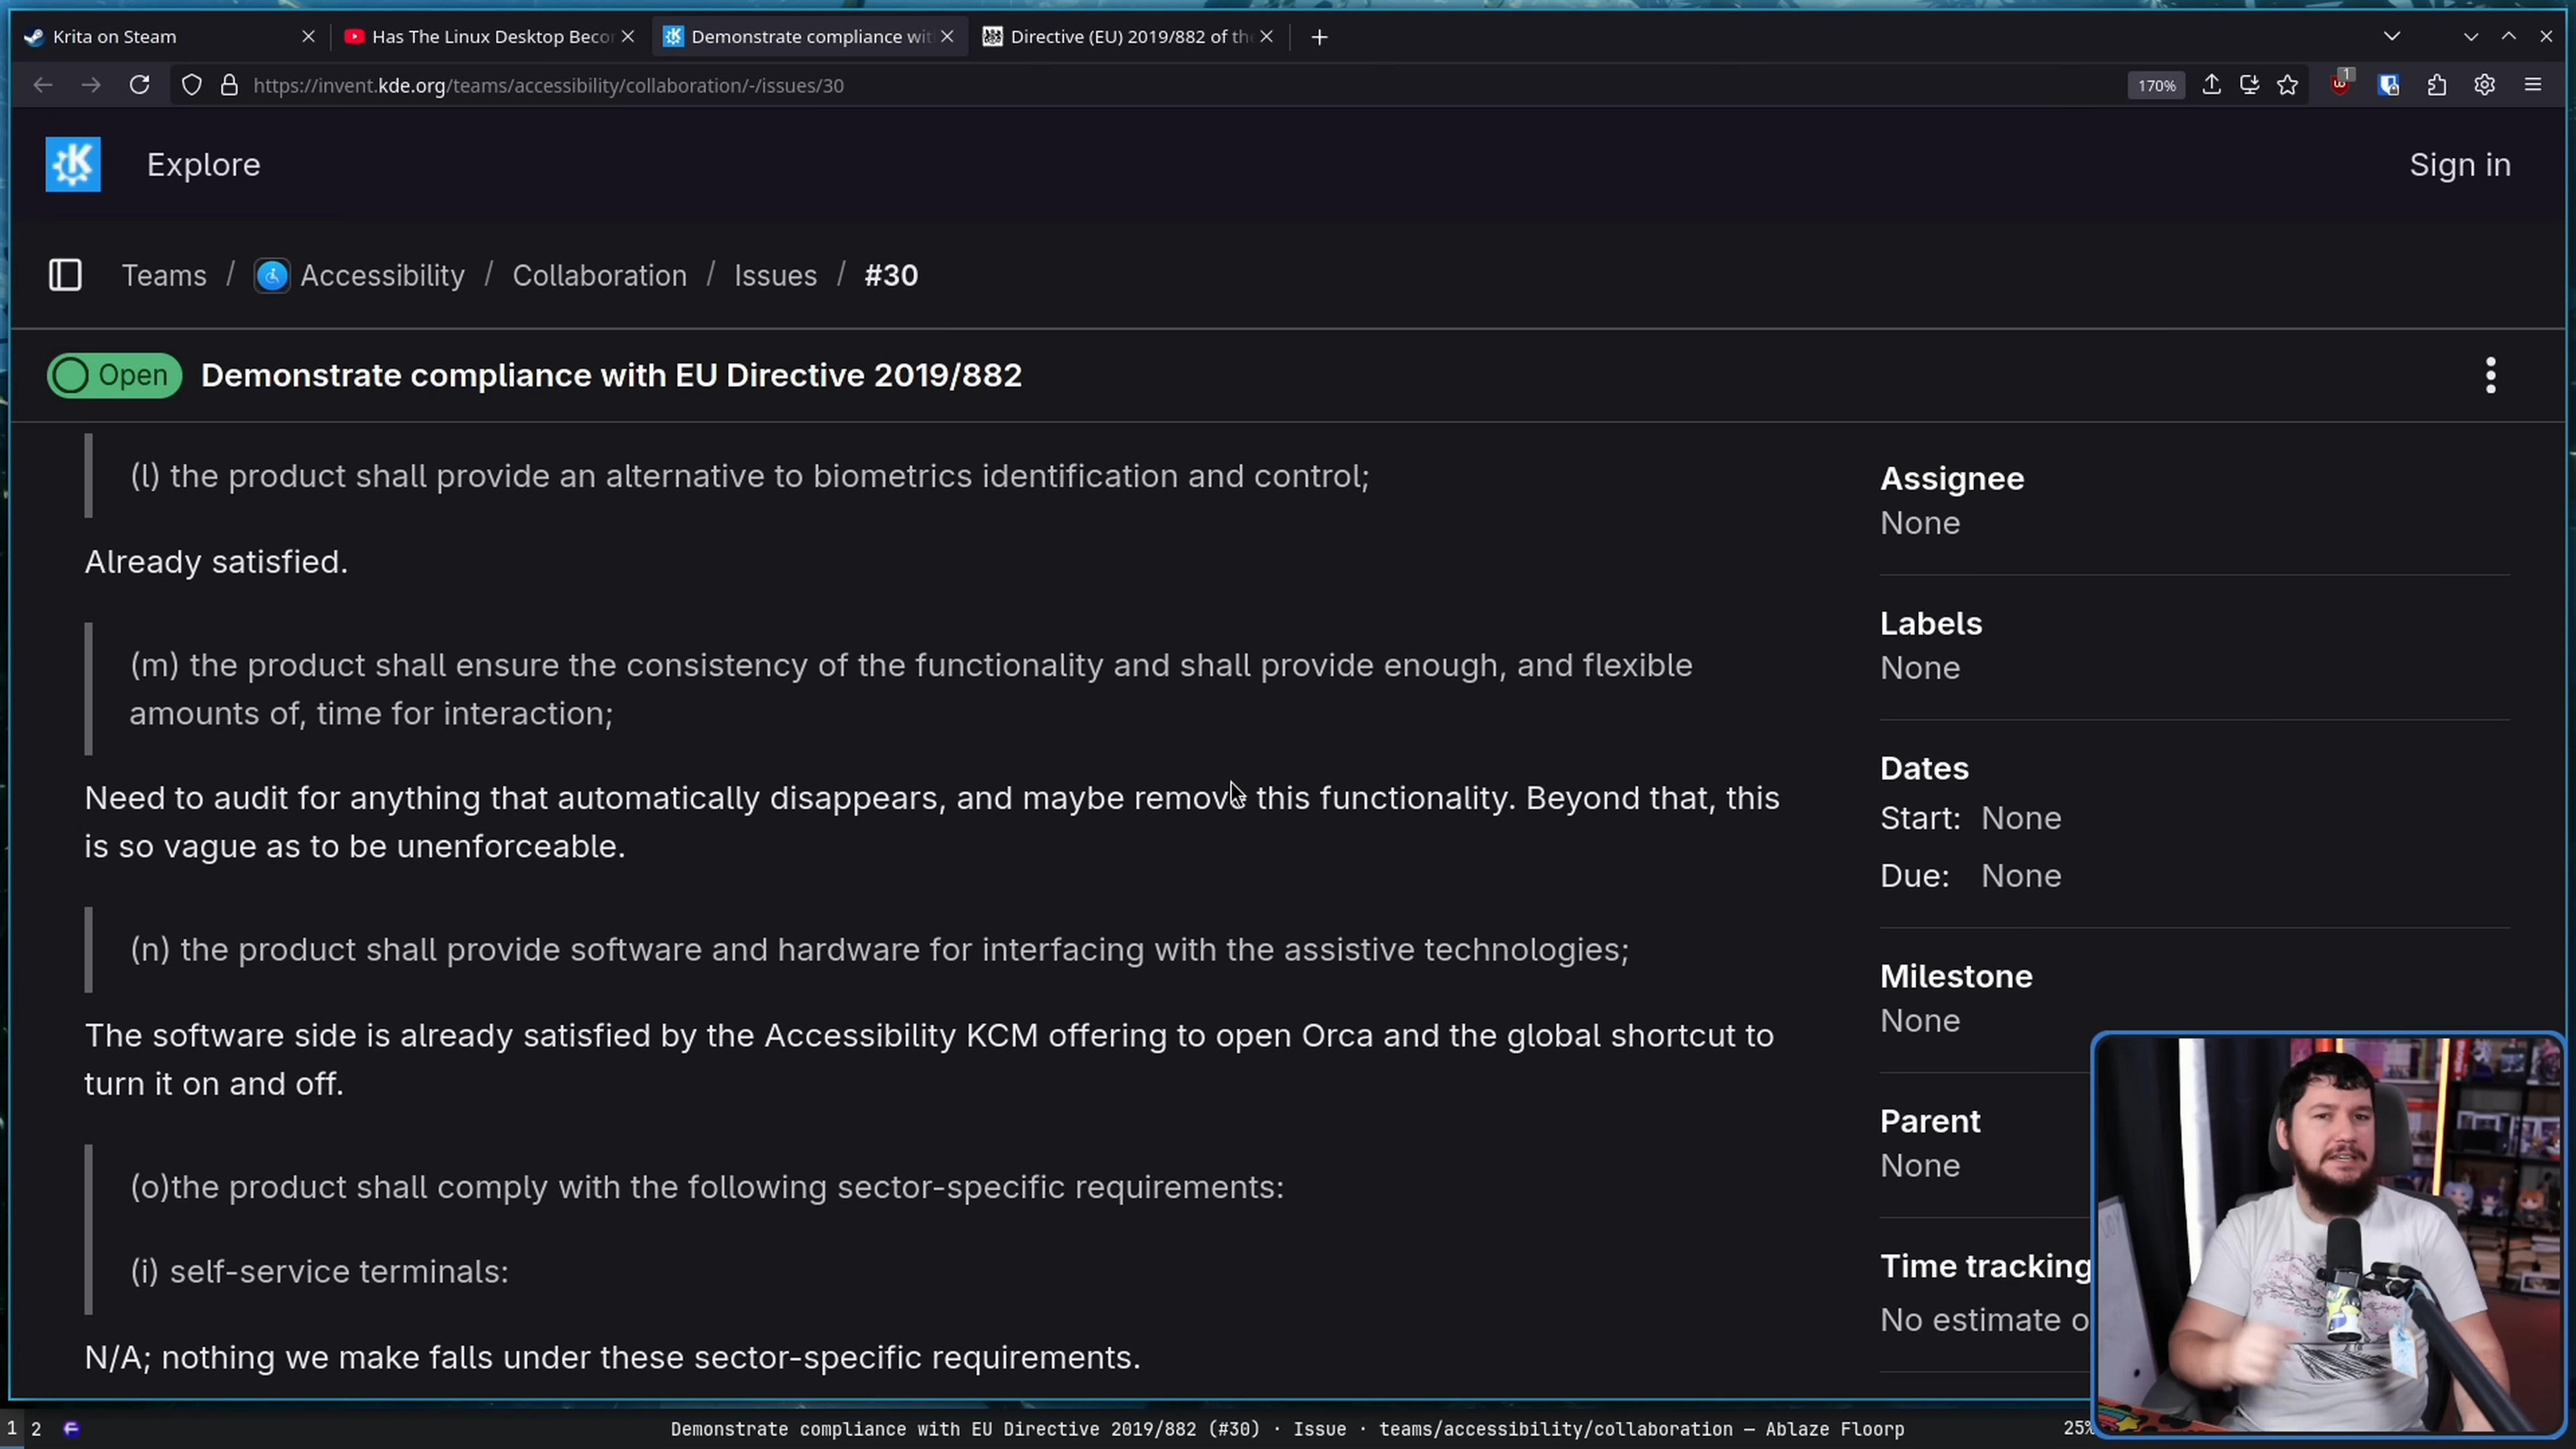 Krita on Steam
Has The Linux Desktop Beco
Demonstrate compliance wit
Directive (EU) 2019/882 of the
https://invent.kde.org/teams/accessibility/collaboration/-/issues/30
170%
1
Explore
Sign in
Teams / Accessibility / Collaboration / Issues / #30
Open Demonstrate compliance with EU Directive 2019/882
(l) the product shall provide an alternative to biometrics identification and control;
Already satisfied.
(m) the product shall ensure the consistency of the functionality and shall provide enough, and flexible
amounts of, time for interaction;
Need to audit for anything that automatically disappears, and maybe remove this functionality. Beyond that, this
is so vague as to be unenforceable.
(n) the product shall provide software and hardware for interfacing with the assistive technologies;
The software side is already satisfied by the Accessibility KCM offering to open Orca and the global shortcut to
turn it on and off.
(o)the product shall comply with the following sector-specific requirements:
(i) self-service terminals:
N/A; nothing we make falls under these sector-specific requirements.
Assignee
None
Labels
None
Dates
Start: None
Due: None
Milestone
None
Parent
None
Time tracking
No estimate o
1 2
Demonstrate compliance with EU Directive 2019/882 (#30) · Issue · teams/accessibility/collaboration — Ablaze Floorp
25%